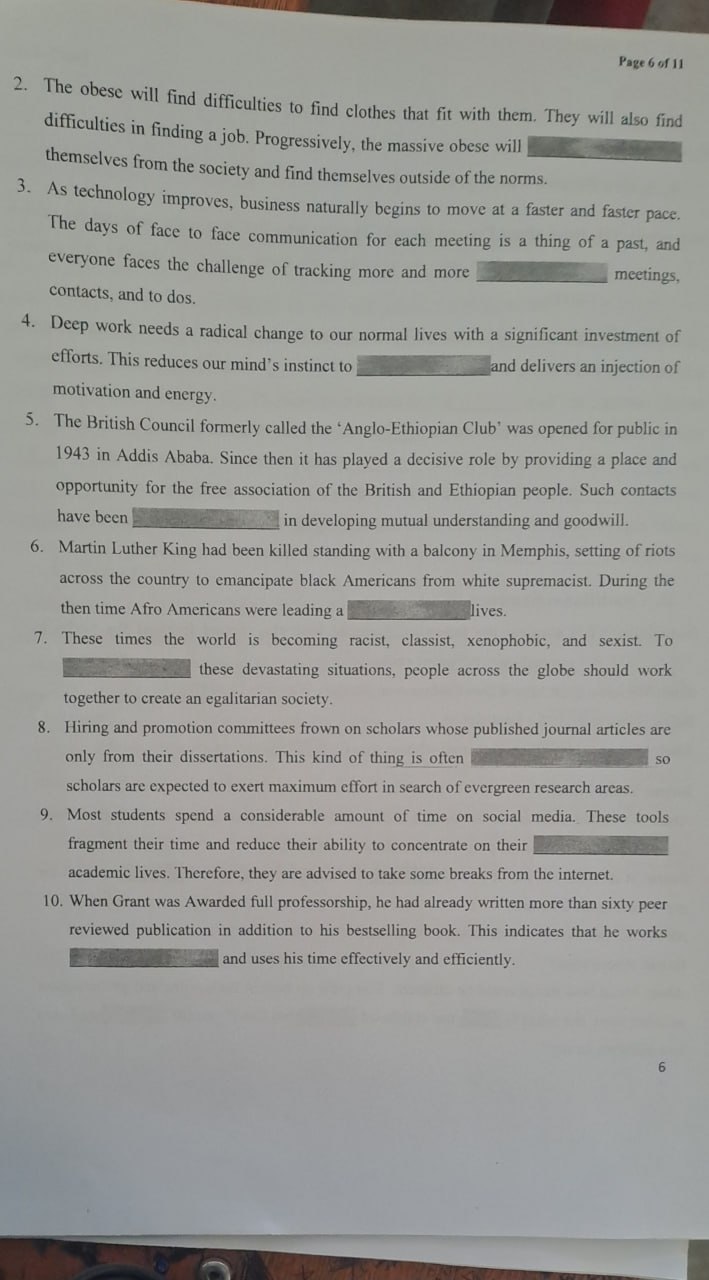 Page 6 of 11
2. The obese will find difficulties to find clothes that fit with them. They will also find
difficulties in finding a job. Progressively, the massive obese will
themselves from the society and find themselves outside of the norms.
3. As technology improves, business naturally begins to move at a faster and faster pace.
The days of face to face communication for each meeting is a thing of a past, and
everyone faces the challenge of tracking more and more meetings,
contacts, and to dos.
4. Deep work needs a radical change to our normal lives with a significant investment of
efforts. This reduces our mind's instinct to and delivers an injection of
motivation and energy.
5. The British Council formerly called the 'Anglo-Ethiopian Club' was opened for public in
1943 in Addis Ababa. Since then it has played a decisive role by providing a place and
opportunity for the free association of the British and Ethiopian people. Such contacts
have been in developing mutual understanding and goodwill.
6. Martin Luther King had been killed standing with a balcony in Memphis, setting of riots
across the country to emancipate black Americans from white supremacist. During the
then time Afro Americans were leading a lives.
7. These times the world is becoming racist, classist, xenophobic, and sexist. To
these devastating situations, people across the globe should work
together to create an egalitarian society.
8. Hiring and promotion committees frown on scholars whose published journal articles are
only from their dissertations. This kind of thing is often so
scholars are expected to exert maximum effort in search of evergreen research areas.
9. Most students spend a considerable amount of time on social media. These tools
fragment their time and reduce their ability to concentrate on their
academic lives. Therefore, they are advised to take some breaks from the internet.
10. When Grant was Awarded full professorship, he had already written more than sixty peer
reviewed publication in addition to his bestselling book. This indicates that he works
and uses his time effectively and efficiently.
6